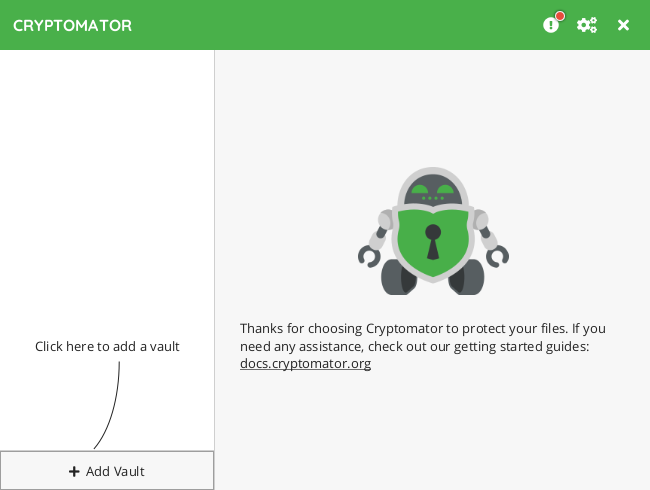 CRYPTOMATOR
Click here to add a vault
Add Vault
Thanks for choosing Cryptomator to protect your files. If you
need any assistance, check out our getting started guides:
docs.cryptomator.org